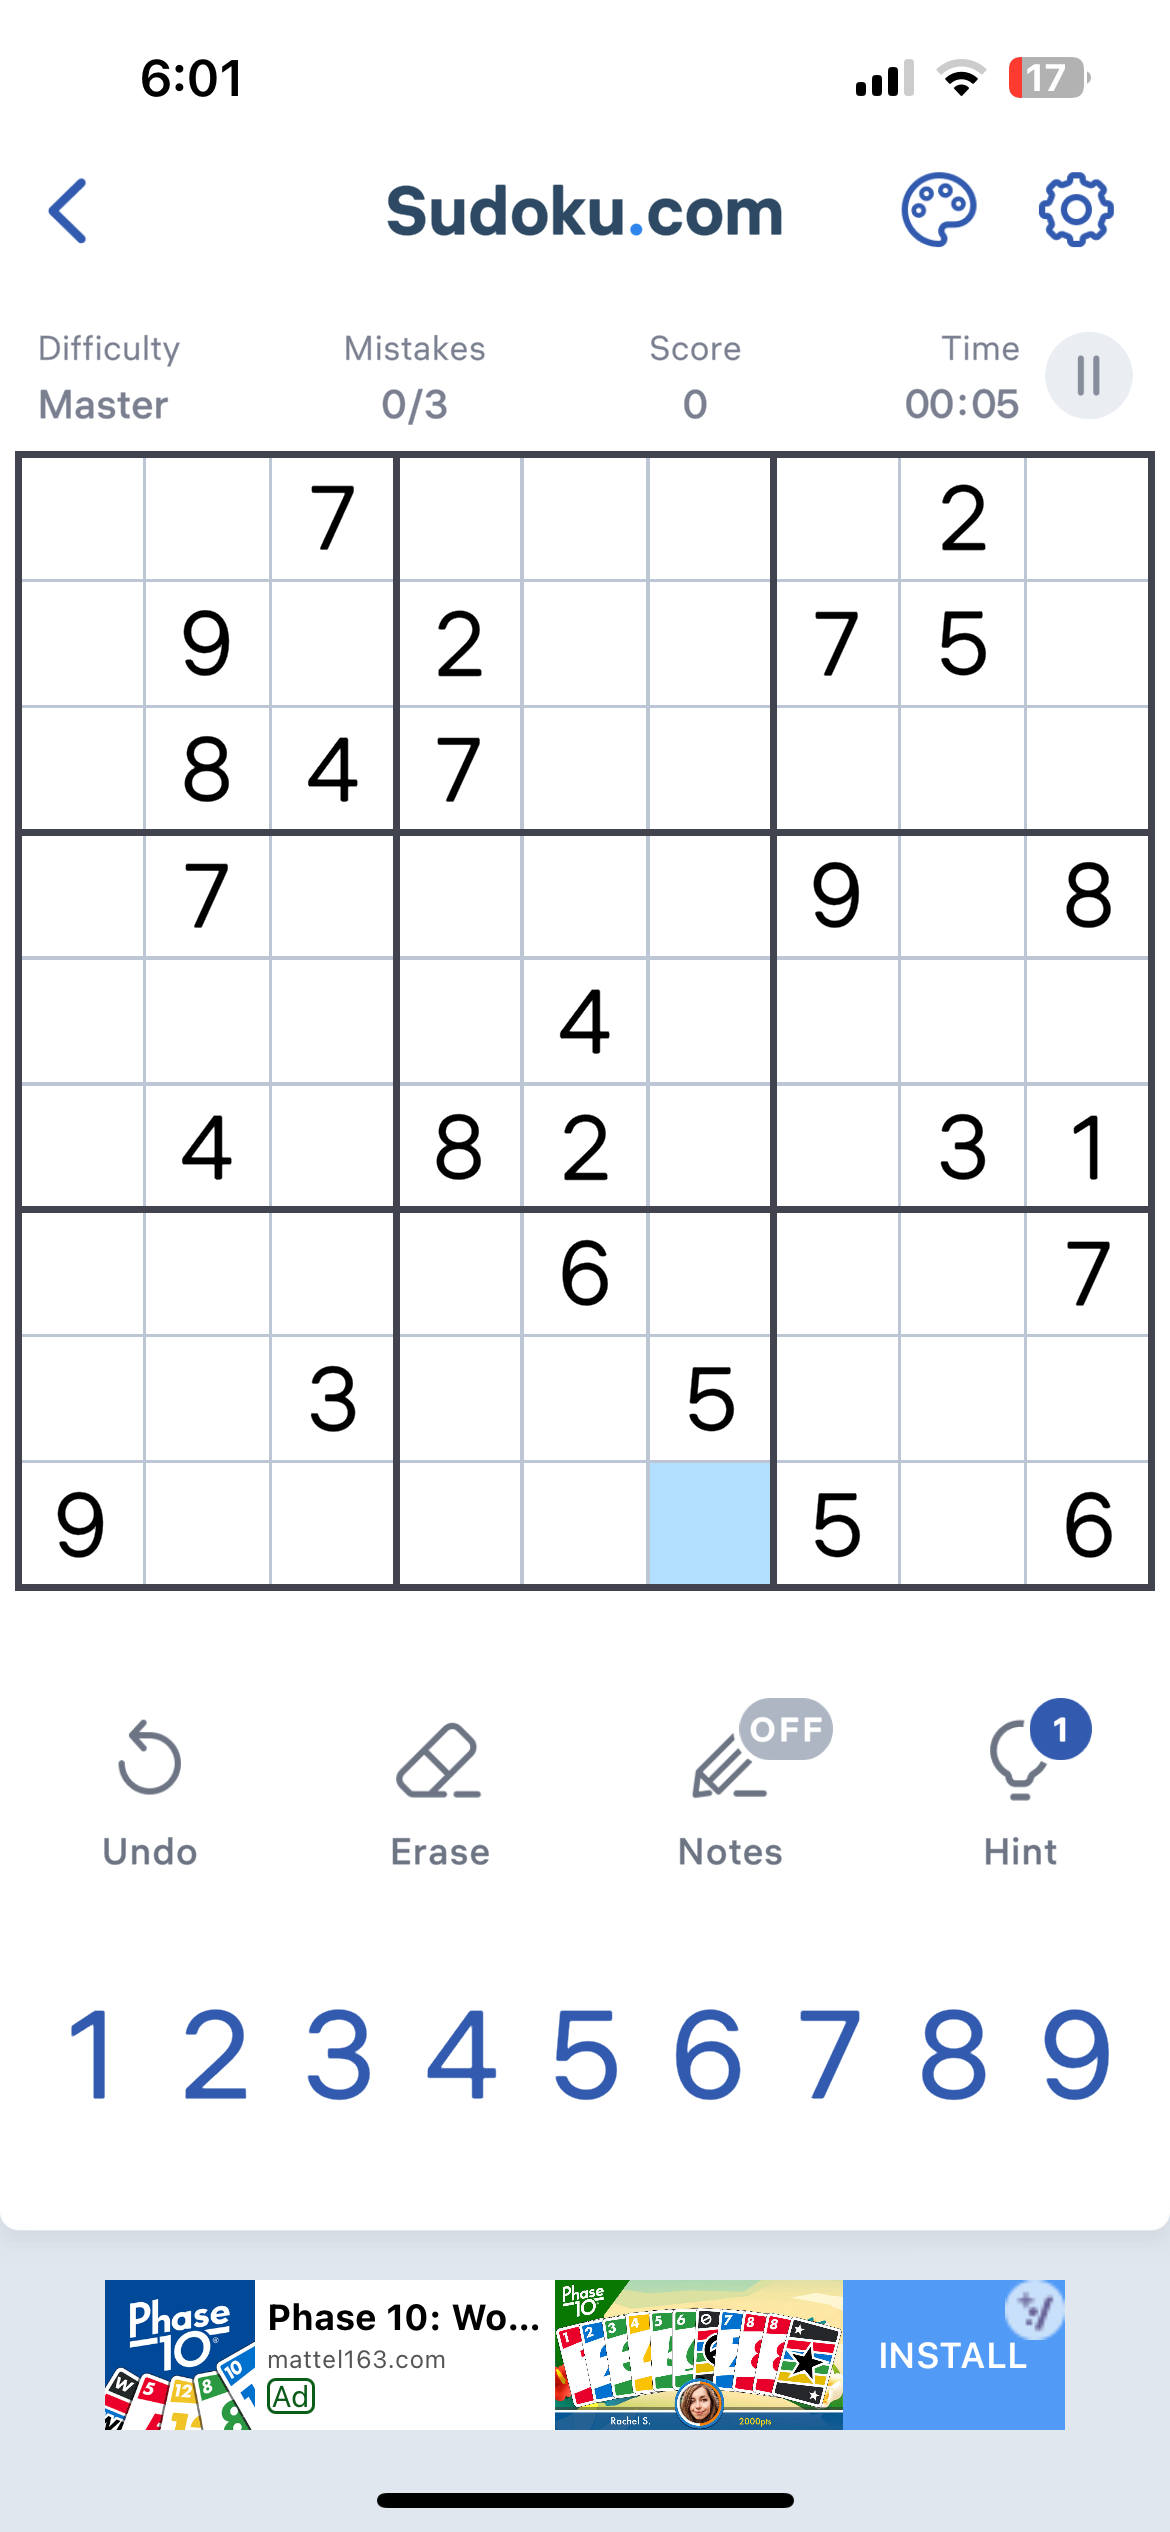 6:01
17
Sudoku.com
Difficulty Mistakes Score Time
Master 0/3 0 00:05
7 2
9 2 7 5
8 4 7
7 9 8
4
4 8 2 3 1
6 7
3 5
9 5 6
OFF
1
Undo Erase Notes Hint
1 2 3 4 5 6 7 8 9
Phase 10
Phase 10: Wo...
mattel163.com
Ad
Phase 10
Rachel S.
2000pts
INSTALL